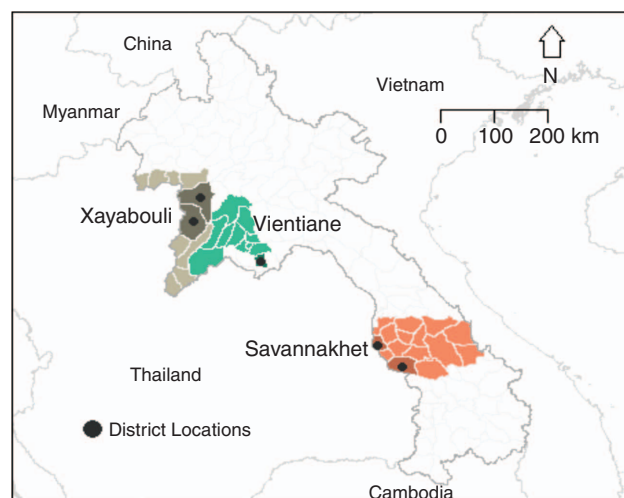 China
N
Vietnam
Myanmar
0 100 200 km
Xayabouli
Vientiane
Savannakhet
Thailand
District Locations
Cambodia